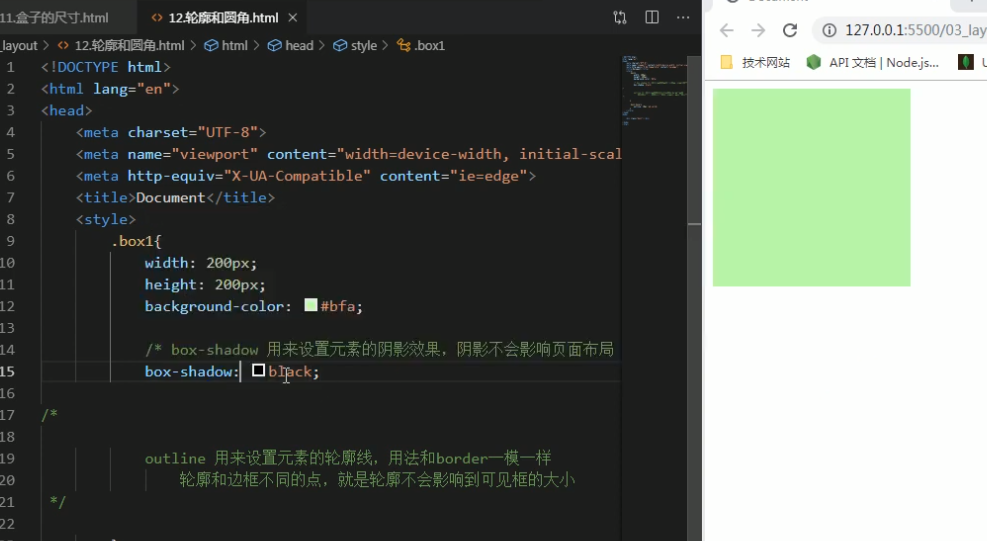 11.盒子的尺寸.html
<> 12.轮廓和圆角.html ×
Document
_layout > <> 12.轮廓和圆角.html > html > head > style > .box1
127.0.0.1:5500/03_lay
技术网站 API 文档 | Node.js...
1 <!DOCTYPE html>
2 <html lang="en">
3 <head>
4 <meta charset="UTF-8">
5 <meta name="viewport" content="width=device-width, initial-scal
6 <meta http-equiv="X-UA-Compatible" content="ie=edge">
7 <title>Document</title>
8 <style>
9 .box1{
10 width: 200px;
11 height: 200px;
12 background-color: #bfa;
13
14 /* box-shadow 用来设置元素的阴影效果，阴影不会影响页面布局
15 box-shadow: black;
16
17 /*
18
19 outline 用来设置元素的轮廓线，用法和border一模一样
20 轮廓和边框不同的点，就是轮廓不会影响到可见框的大小
21 */
22